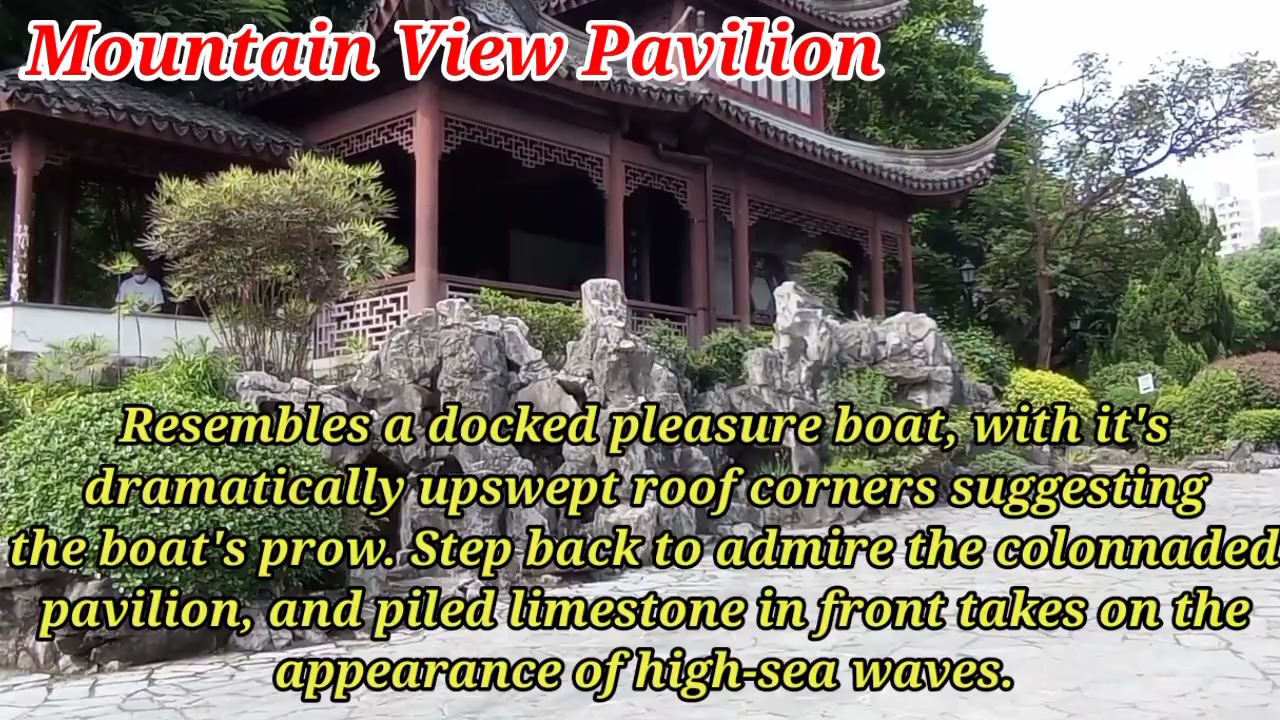 Mountain View Pavilion
Resembles a docked pleasure boat, with it's
dramatically upswept roof corners suggesting
the boat's prow. Step back to admire the colonnaded
pavilion, and piled limestone in front takes on the
appearance of high-sea waves.